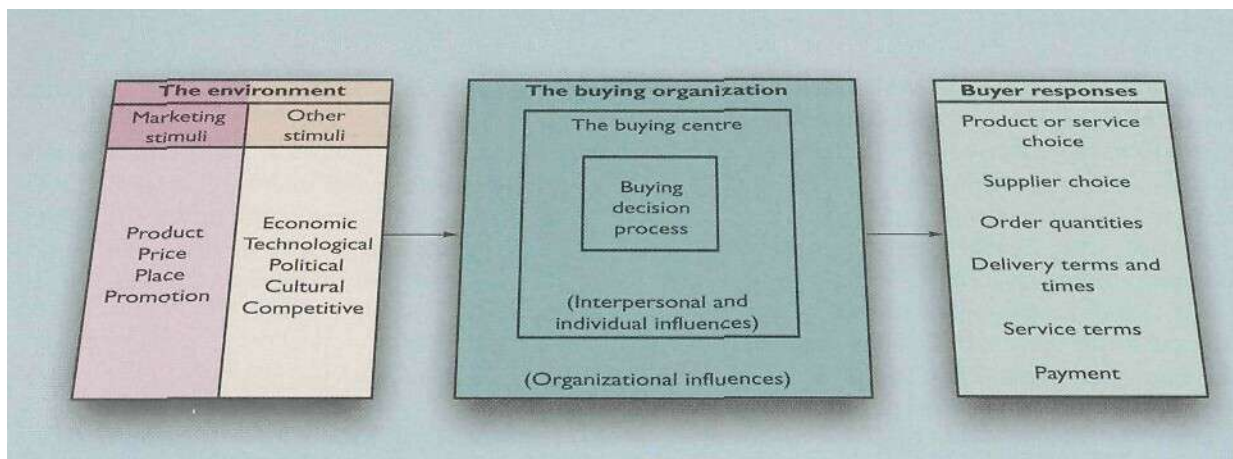 The environment
Marketing
stimuli
Other
stimuli
Product
Price
Place
Promotion
Economic
Technological
Political
Cultural
Competitive
The buying organization
The buying centre
Buying
decision
process
(Interpersonal and
individual influences)
(Organizational influences)
Buyer responses
Product or service
choice
Supplier choice
Order quantities
Delivery terms and
times
Service terms
Payment